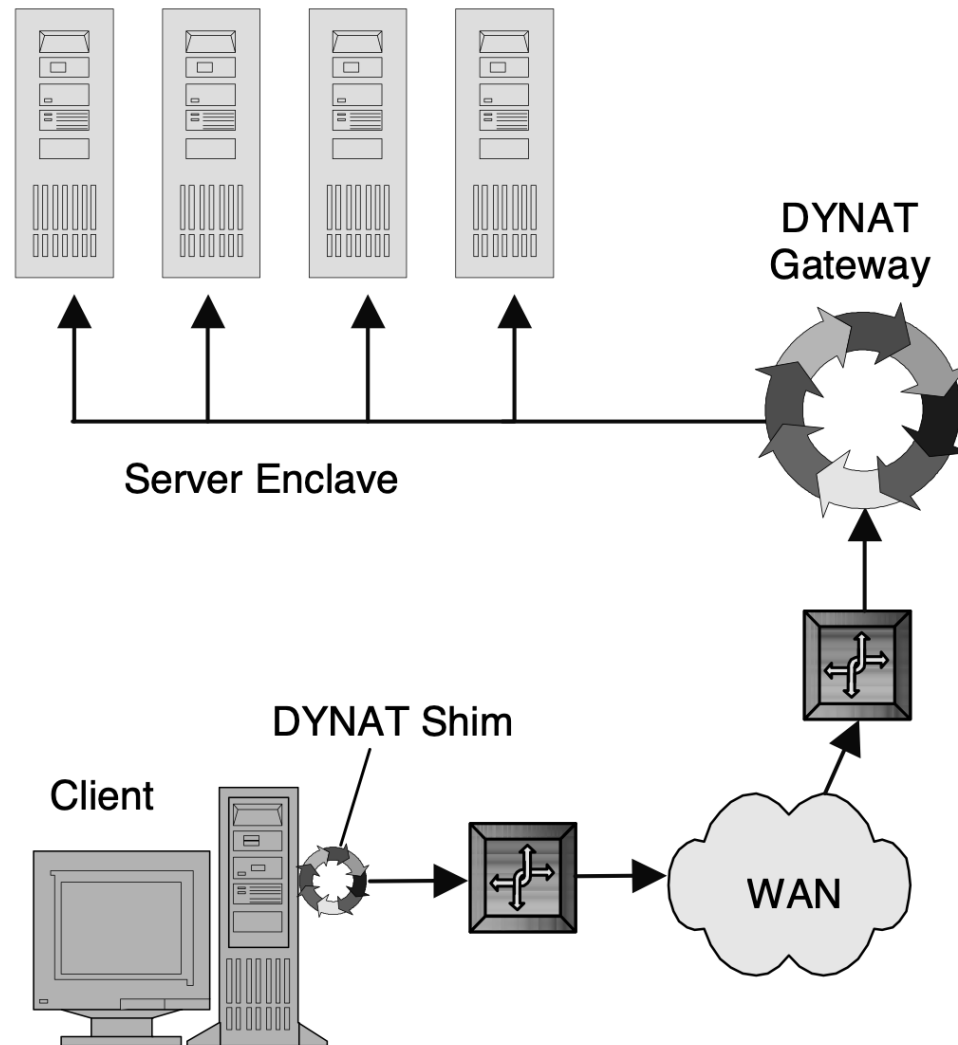 DYNAT
Gateway
Server Enclave
DYNAT Shim
Client
WAN